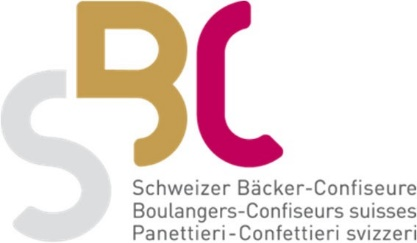 SBC
Schweizer Bäcker-Confiseure
Boulangers-Confiseurs suisses
Panettieri-Confettieri svizzeri